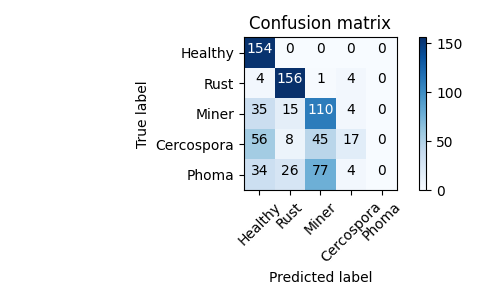 Confusion matrix
True label
Healthy 154 0 0 0 0
Rust 4 156 1 4 0
Miner 35 15 110 4 0
Cercospora 56 8 45 17 0
Phoma 34 26 77 4 0
Healthy Rust Miner Cercospora Phoma
Predicted label
150
100
50
0